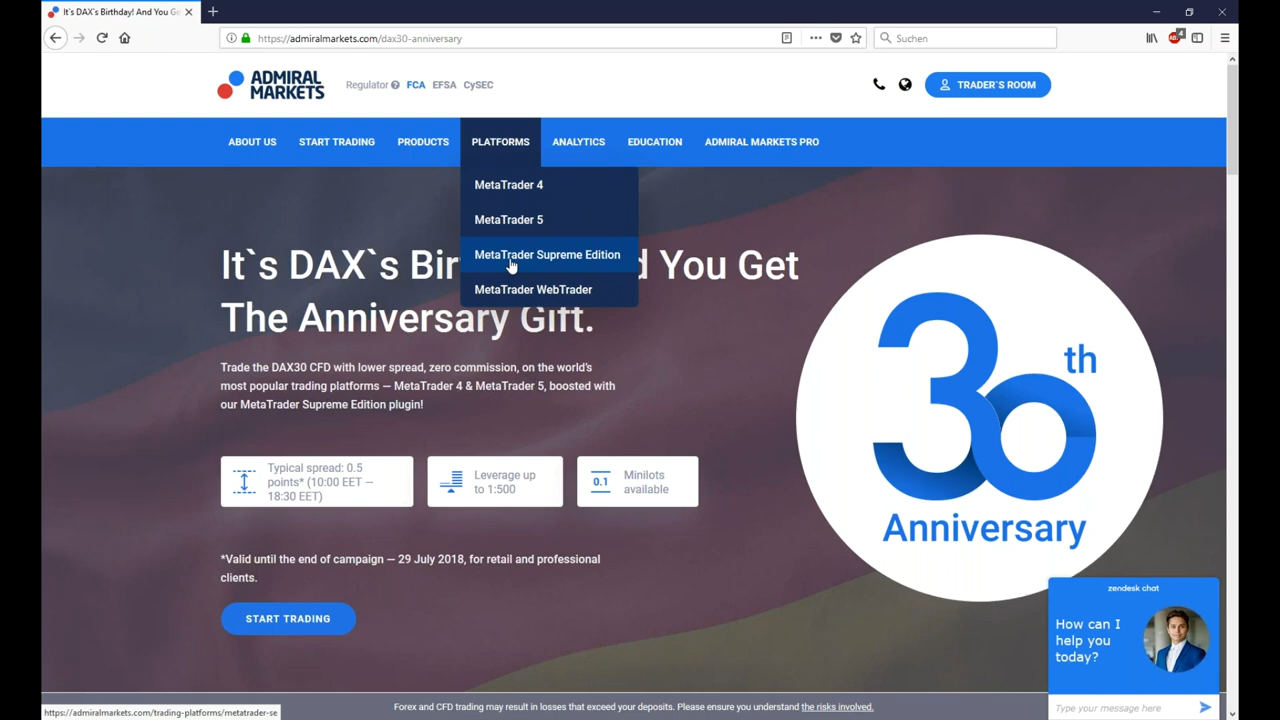 It`s DAX`s Birthday! And You Ge
https://admiralmarkets.com/dax30-anniversary
Suchen
4
ADMIRAL
MARKETS
Regulator FCA EFSA CySEC
TRADER`S ROOM
ABOUT US START TRADING PRODUCTS PLATFORMS ANALYTICS EDUCATION ADMIRAL MARKETS PRO
MetaTrader 4
MetaTrader 5
MetaTrader Supreme Edition
MetaTrader WebTrader
It`s DAX`s Bir d You Get
The Anniversary Gift.
Trade the DAX30 CFD with lower spread, zero commission, on the world's
most popular trading platforms — MetaTrader 4 & MetaTrader 5, boosted with
our MetaTrader Supreme Edition plugin!
Typical spread: 0.5
points* (10:00 EET —
18:30 EET)
Leverage up
to 1:500
0.1
Minilots
available
*Valid until the end of campaign — 29 July 2018, for retail and professional
clients.
START TRADING
30th
Anniversary
zendesk chat
How can I
help you
today?
Type your message here
Forex and CFD trading may result in losses that exceed your deposits. Please ensure you understand the risks involved.
https://admiralmarkets.com/trading-platforms/metatrader-se